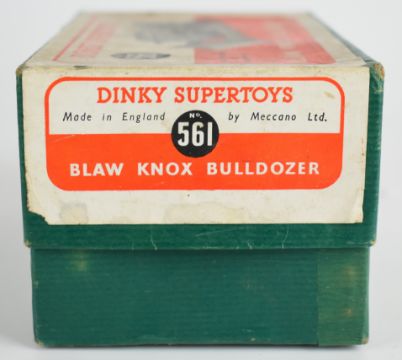 DINKY SUPERTOYS
Made in England No. 561 by Meccano Ltd.
BLAW KNOX BULLDOZER